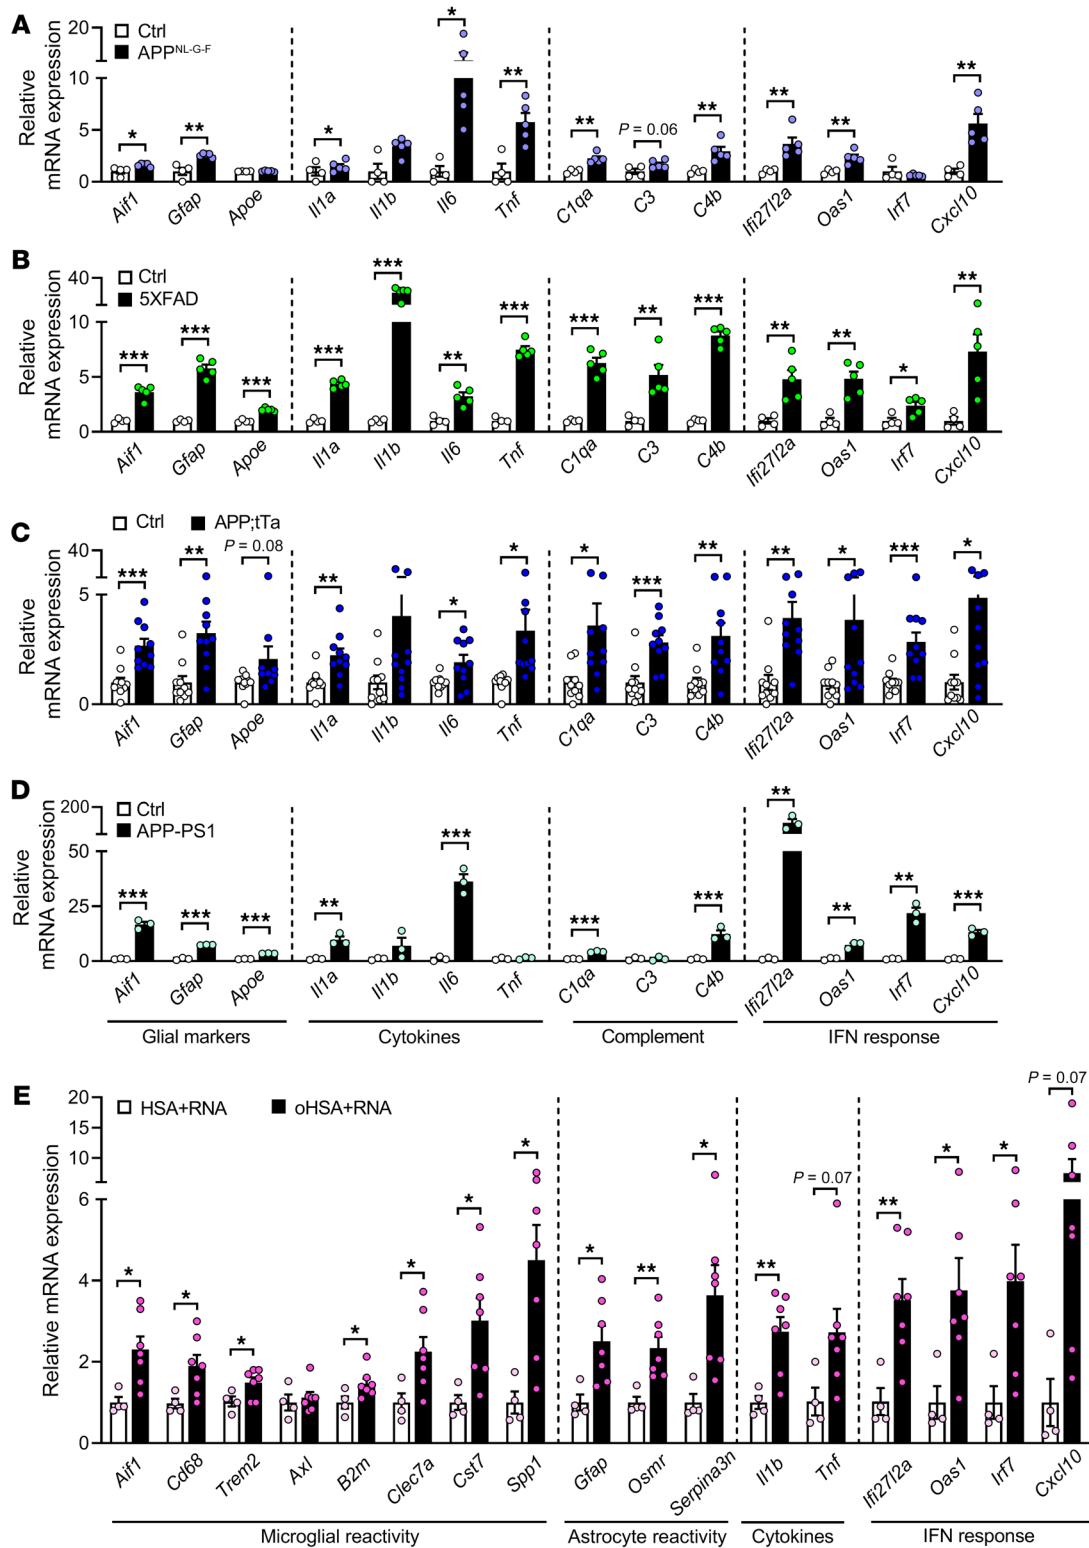 A
Relative
mRNA expression
Ctrl
APP^NL-G-F
20
10
5
0
* ** * * ** ** P = 0.06 ** ** ** **
Aif1 Gfap Apoe Il1a Il1b Il6 Tnf C1qa C3 C4b Ifi27l2a Oas1 Irf7 Cxcl10
B
Relative
mRNA expression
Ctrl
5XFAD
40
10
5
0
*** *** *** *** *** ** *** *** ** *** ** ** * **
Aif1 Gfap Apoe Il1a Il1b Il6 Tnf C1qa C3 C4b Ifi27l2a Oas1 Irf7 Cxcl10
C
Relative
mRNA expression
Ctrl APP;tTa
40
5
0
*** ** P = 0.08 ** * * * *** ** ** * *** *
Aif1 Gfap Apoe Il1a Il1b Il6 Tnf C1qa C3 C4b Ifi27l2a Oas1 Irf7 Cxcl10
D
Relative
mRNA expression
Ctrl
APP-PS1
200
50
25
0
*** *** *** ** *** *** *** ** ** ** ***
Aif1 Gfap Apoe Il1a Il1b Il6 Tnf C1qa C3 C4b Ifi27l2a Oas1 Irf7 Cxcl10
Glial markers Cytokines Complement IFN response
E
Relative mRNA expression
HSA+RNA oHSA+RNA
20
15
10
6
4
2
0
* * * * * * * * ** * ** P = 0.07 ** * * P = 0.07
Aif1 Cd68 Trem2 Axl B2m Clec7a Cst7 Spp1 Gfap Osmr Serpina3n Il1b Tnf Ifi27l2a Oas1 Irf7 Cxcl10
Microglial reactivity Astrocyte reactivity Cytokines IFN response